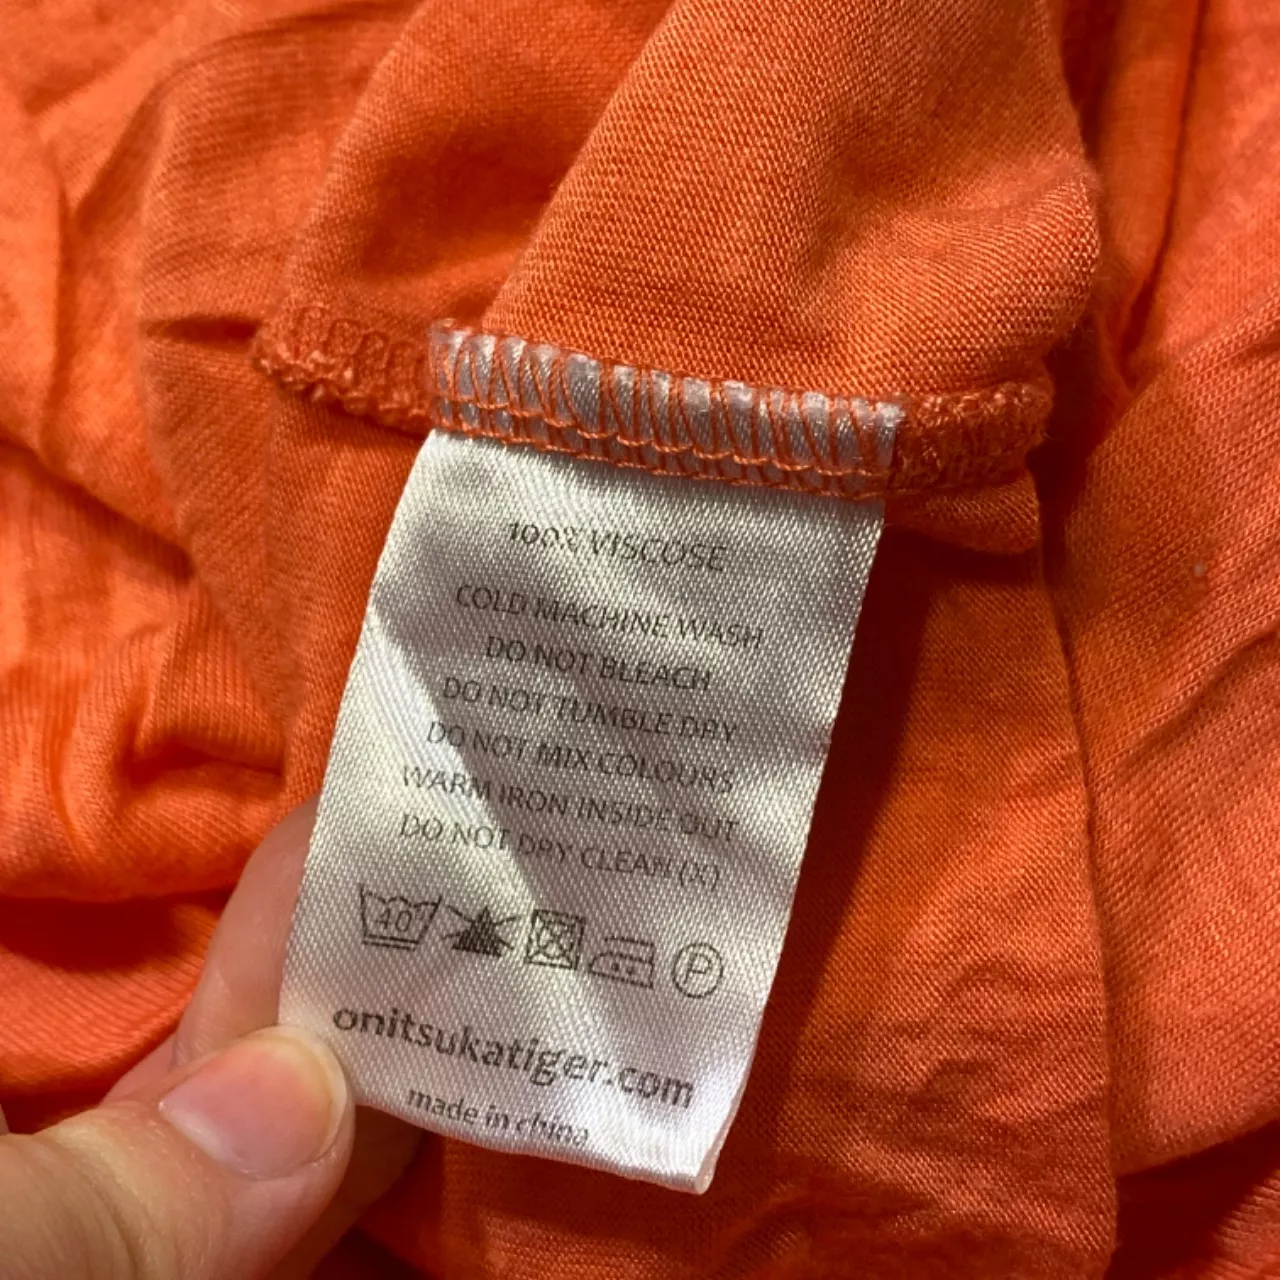 100% VISCOSE
COLD MACHINE WASH
DO NOT BLEACH
DO NOT TUMBLE DRY
DO NOT MIX COLOURS
WARM IRON INSIDE OUT
DO NOT DRY CLEAN (X)
40° P
onitsukatiger.com
made in china